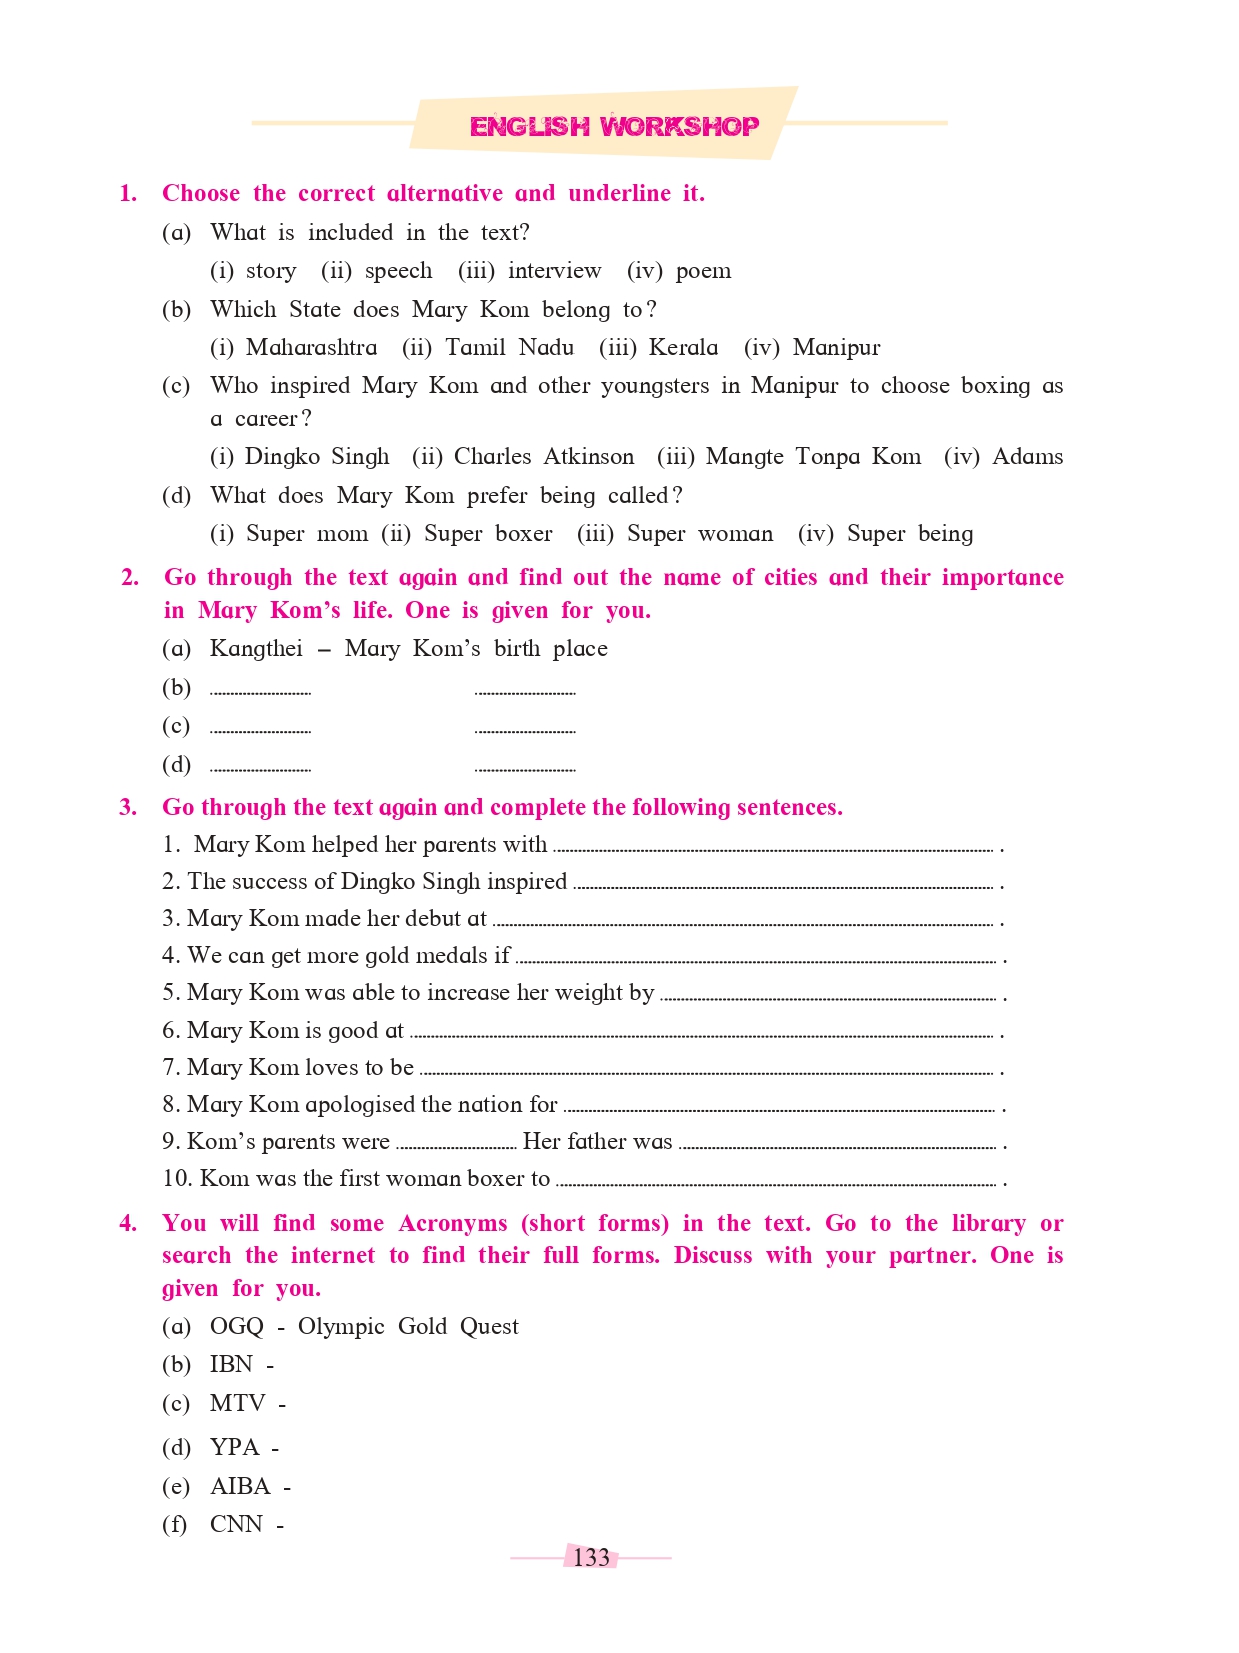 ENGLISH WORKSHOP
1. Choose the correct alternative and underline it.
(a) What is included in the text?
(i) story (ii) speech (iii) interview (iv) poem
(b) Which State does Mary Kom belong to?
(i) Maharashtra (ii) Tamil Nadu (iii) Kerala (iv) Manipur
(c) Who inspired Mary Kom and other youngsters in Manipur to choose boxing as
a career?
(i) Dingko Singh (ii) Charles Atkinson (iii) Mangte Tonpa Kom (iv) Adams
(d) What does Mary Kom prefer being called?
(i) Super mom (ii) Super boxer (iii) Super woman (iv) Super being
2. Go through the text again and find out the name of cities and their importance
in Mary Kom's life. One is given for you.
(a) Kangthei – Mary Kom's birth place
(b) .................... ....................
(c) .................... ....................
(d) .................... ....................
3. Go through the text again and complete the following sentences.
1. Mary Kom helped her parents with .................... .
2. The success of Dingko Singh inspired .................... .
3. Mary Kom made her debut at .................... .
4. We can get more gold medals if .................... .
5. Mary Kom was able to increase her weight by .................... .
6. Mary Kom is good at .................... .
7. Mary Kom loves to be .................... .
8. Mary Kom apologised the nation for .................... .
9. Kom's parents were .................... Her father was .................... .
10. Kom was the first woman boxer to .................... .
4. You will find some Acronyms (short forms) in the text. Go to the library or
search the internet to find their full forms. Discuss with your partner. One is
given for you.
(a) OGQ - Olympic Gold Quest
(b) IBN -
(c) MTV -
(d) YPA -
(e) AIBA -
(f) CNN -
133